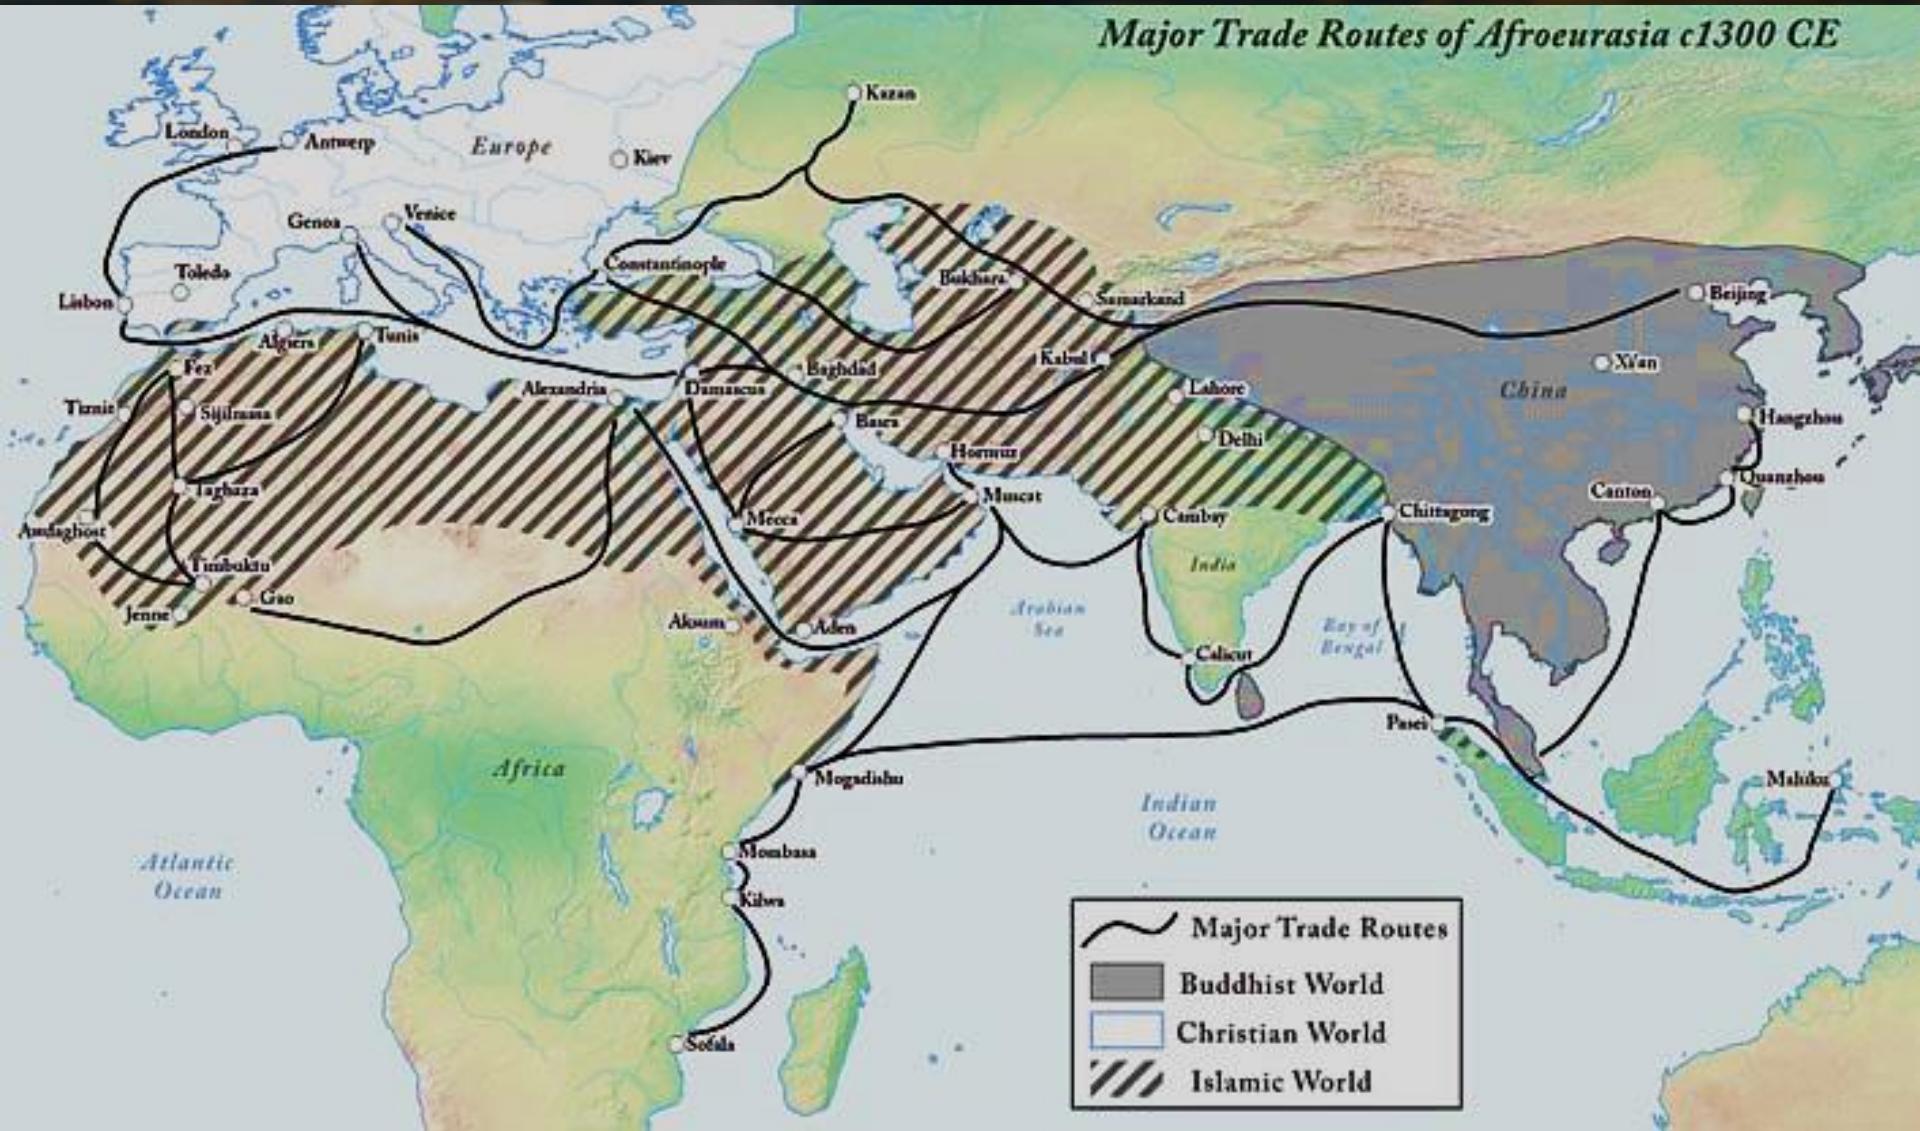 Major Trade Routes of Afroeurasia c1300 CE
Kazan
London
Antwerp
Europe
Kiev
Genoa
Venice
Toledo
Constantinople
Lisbon
Bukhara
Samarkand
Beijing
Algiers
Tunis
Fez
Baghdad
Kabul
Xi'an
China
Alexandria
Damascus
Lahore
Tiznit
Sijilmasa
Basra
Hangzhou
Delhi
Hormuz
Taghaza
Muscat
Canton
Quanzhou
Awdaghost
Mecca
Cambay
Chittagong
Timbuktu
India
Gao
Jenne
Aksum
Aden
Arabian
Sea
Bay of
Bengal
Calicut
Pasei
Africa
Mogadishu
Maluku
Indian
Ocean
Atlantic
Ocean
Mombasa
Kilwa
Sofala
Major Trade Routes
Buddhist World
Christian World
Islamic World